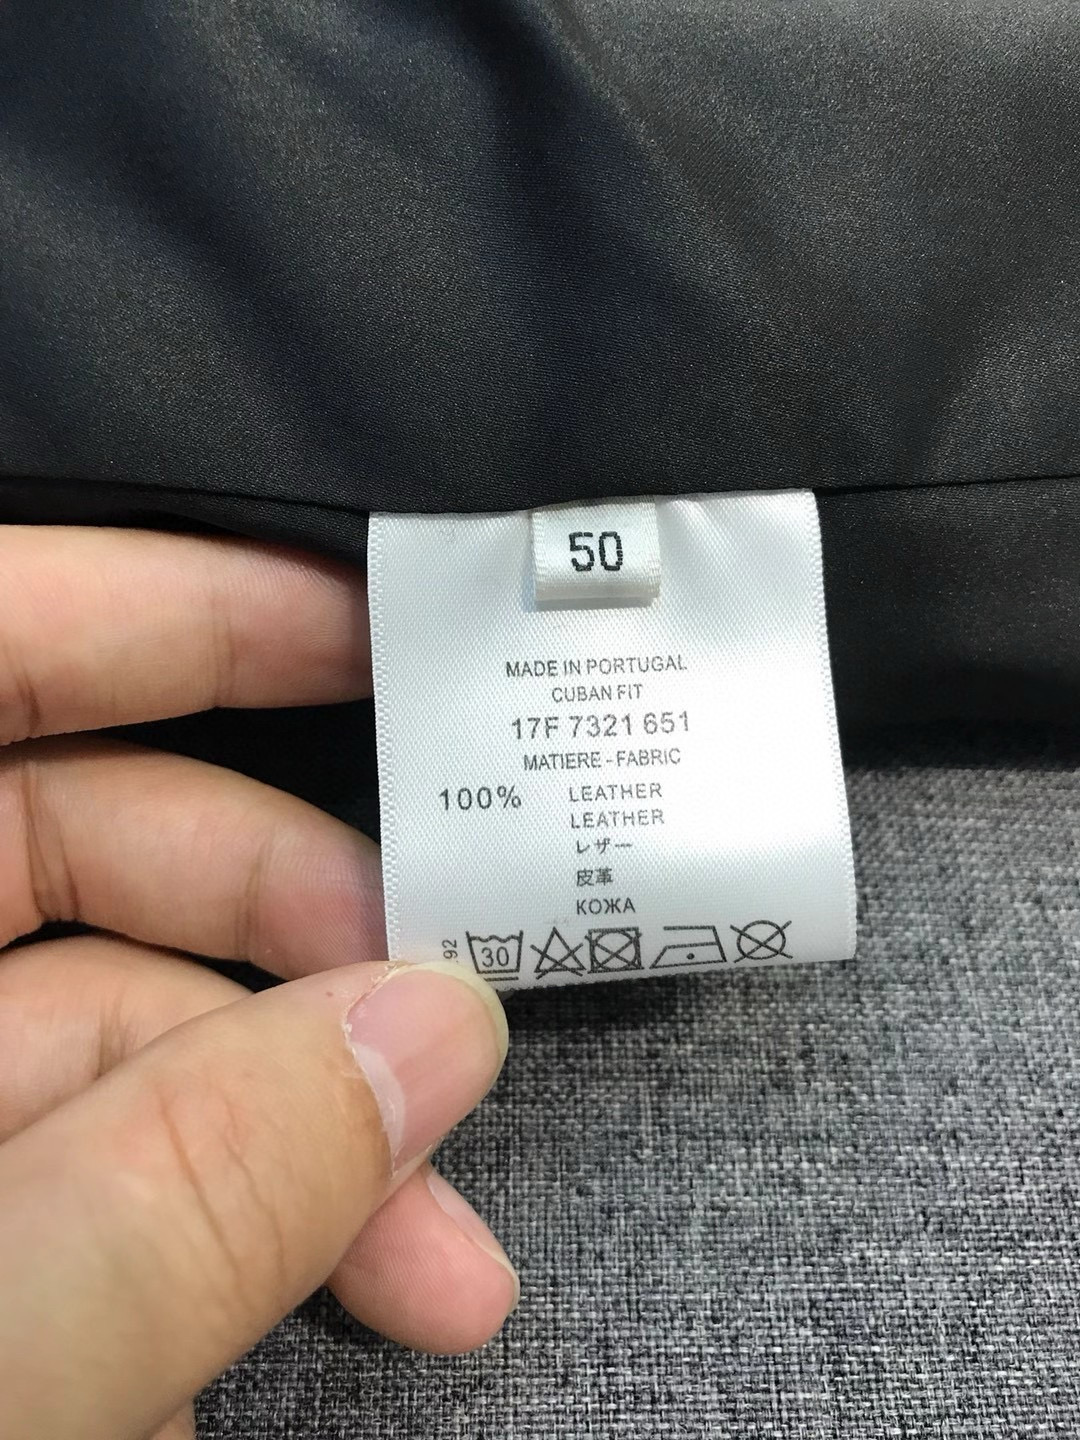 50
MADE IN PORTUGAL
CUBAN FIT
17F 7321 651
MATIERE - FABRIC
100% LEATHER
LEATHER
レザー
皮革
КОЖА
.92 30